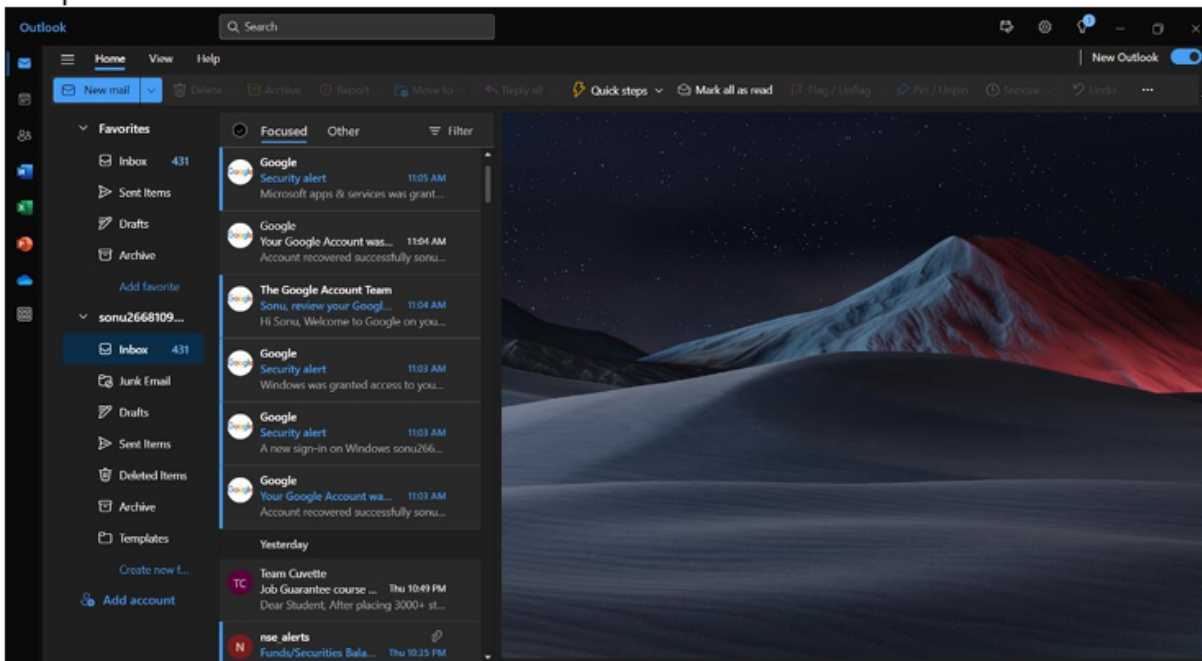 Outlook
Search
Home View Help
New Outlook
New mail Delete Archive Report Move to Reply all Quick steps Mark all as read Flag / Unflag Pin / Unpin Snooze Undo ...
Favorites
Inbox 431
Sent Items
Drafts
Archive
Add favorite
sonu2668109...
Inbox 431
Junk Email
Drafts
Sent Items
Deleted Items
Archive
Templates
Create new f...
Add account
Focused Other Filter
Google
Security alert 11:05 AM
Microsoft apps & services was grant...
Google
Your Google Account was... 11:04 AM
Account recovered successfully sonu...
The Google Account Team
Sonu, review your Googl... 11:04 AM
Hi Sonu, Welcome to Google on you...
Google
Security alert 11:03 AM
Windows was granted access to you...
Google
Security alert 11:03 AM
A new sign-in on Windows sonu266...
Google
Your Google Account wa... 11:03 AM
Account recovered successfully sonu...
Yesterday
TC
Team Cuvette
Job Guarantee course ... Thu 10:49 PM
Dear Student, After placing 3000+ st...
N
nse_alerts
Funds/Securities Bala... Thu 10:35 PM